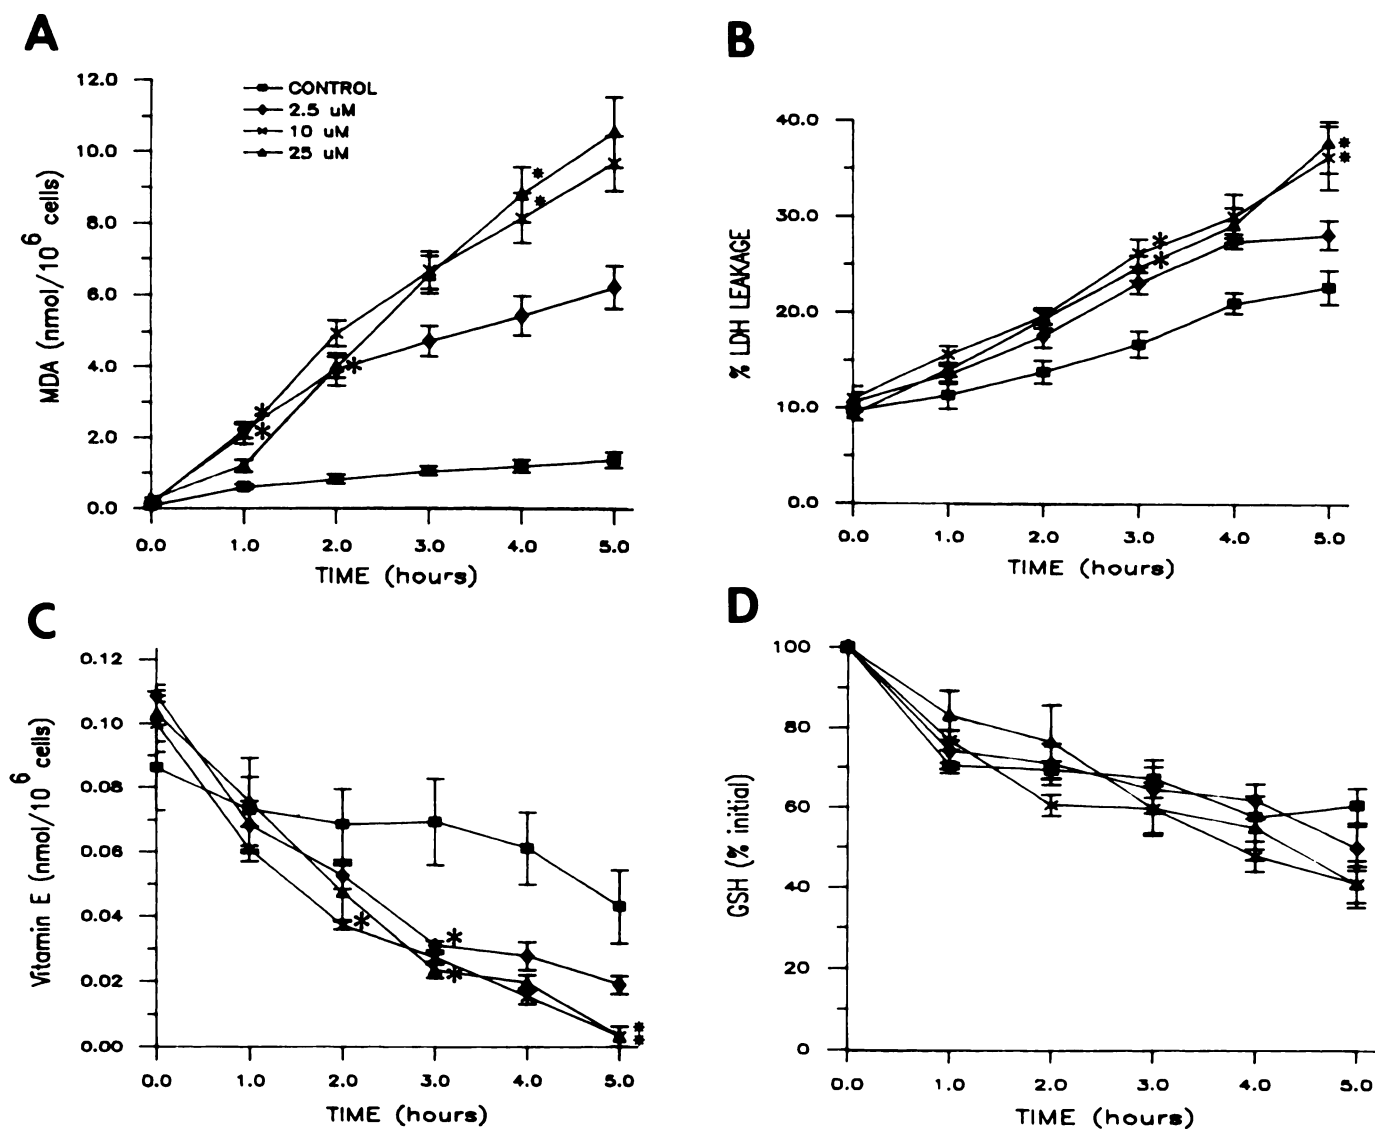 A
12.0
10.0
8.0
6.0
4.0
2.0
0.0
MDA (nmol/10^6 cells)
CONTROL
2.5 uM
10 uM
25 uM
0.0 1.0 2.0 3.0 4.0 5.0
TIME (hours)
B
40.0
30.0
20.0
10.0
0.0
% LDH LEAKAGE
0.0 1.0 2.0 3.0 4.0 5.0
TIME (hours)
C
0.12
0.10
0.08
0.06
0.04
0.02
0.00
Vitamin E (nmol/10^6 cells)
0.0 1.0 2.0 3.0 4.0 5.0
TIME (hours)
D
100
80
60
40
20
0
GSH (% initial)
0.0 1.0 2.0 3.0 4.0 5.0
TIME (hours)